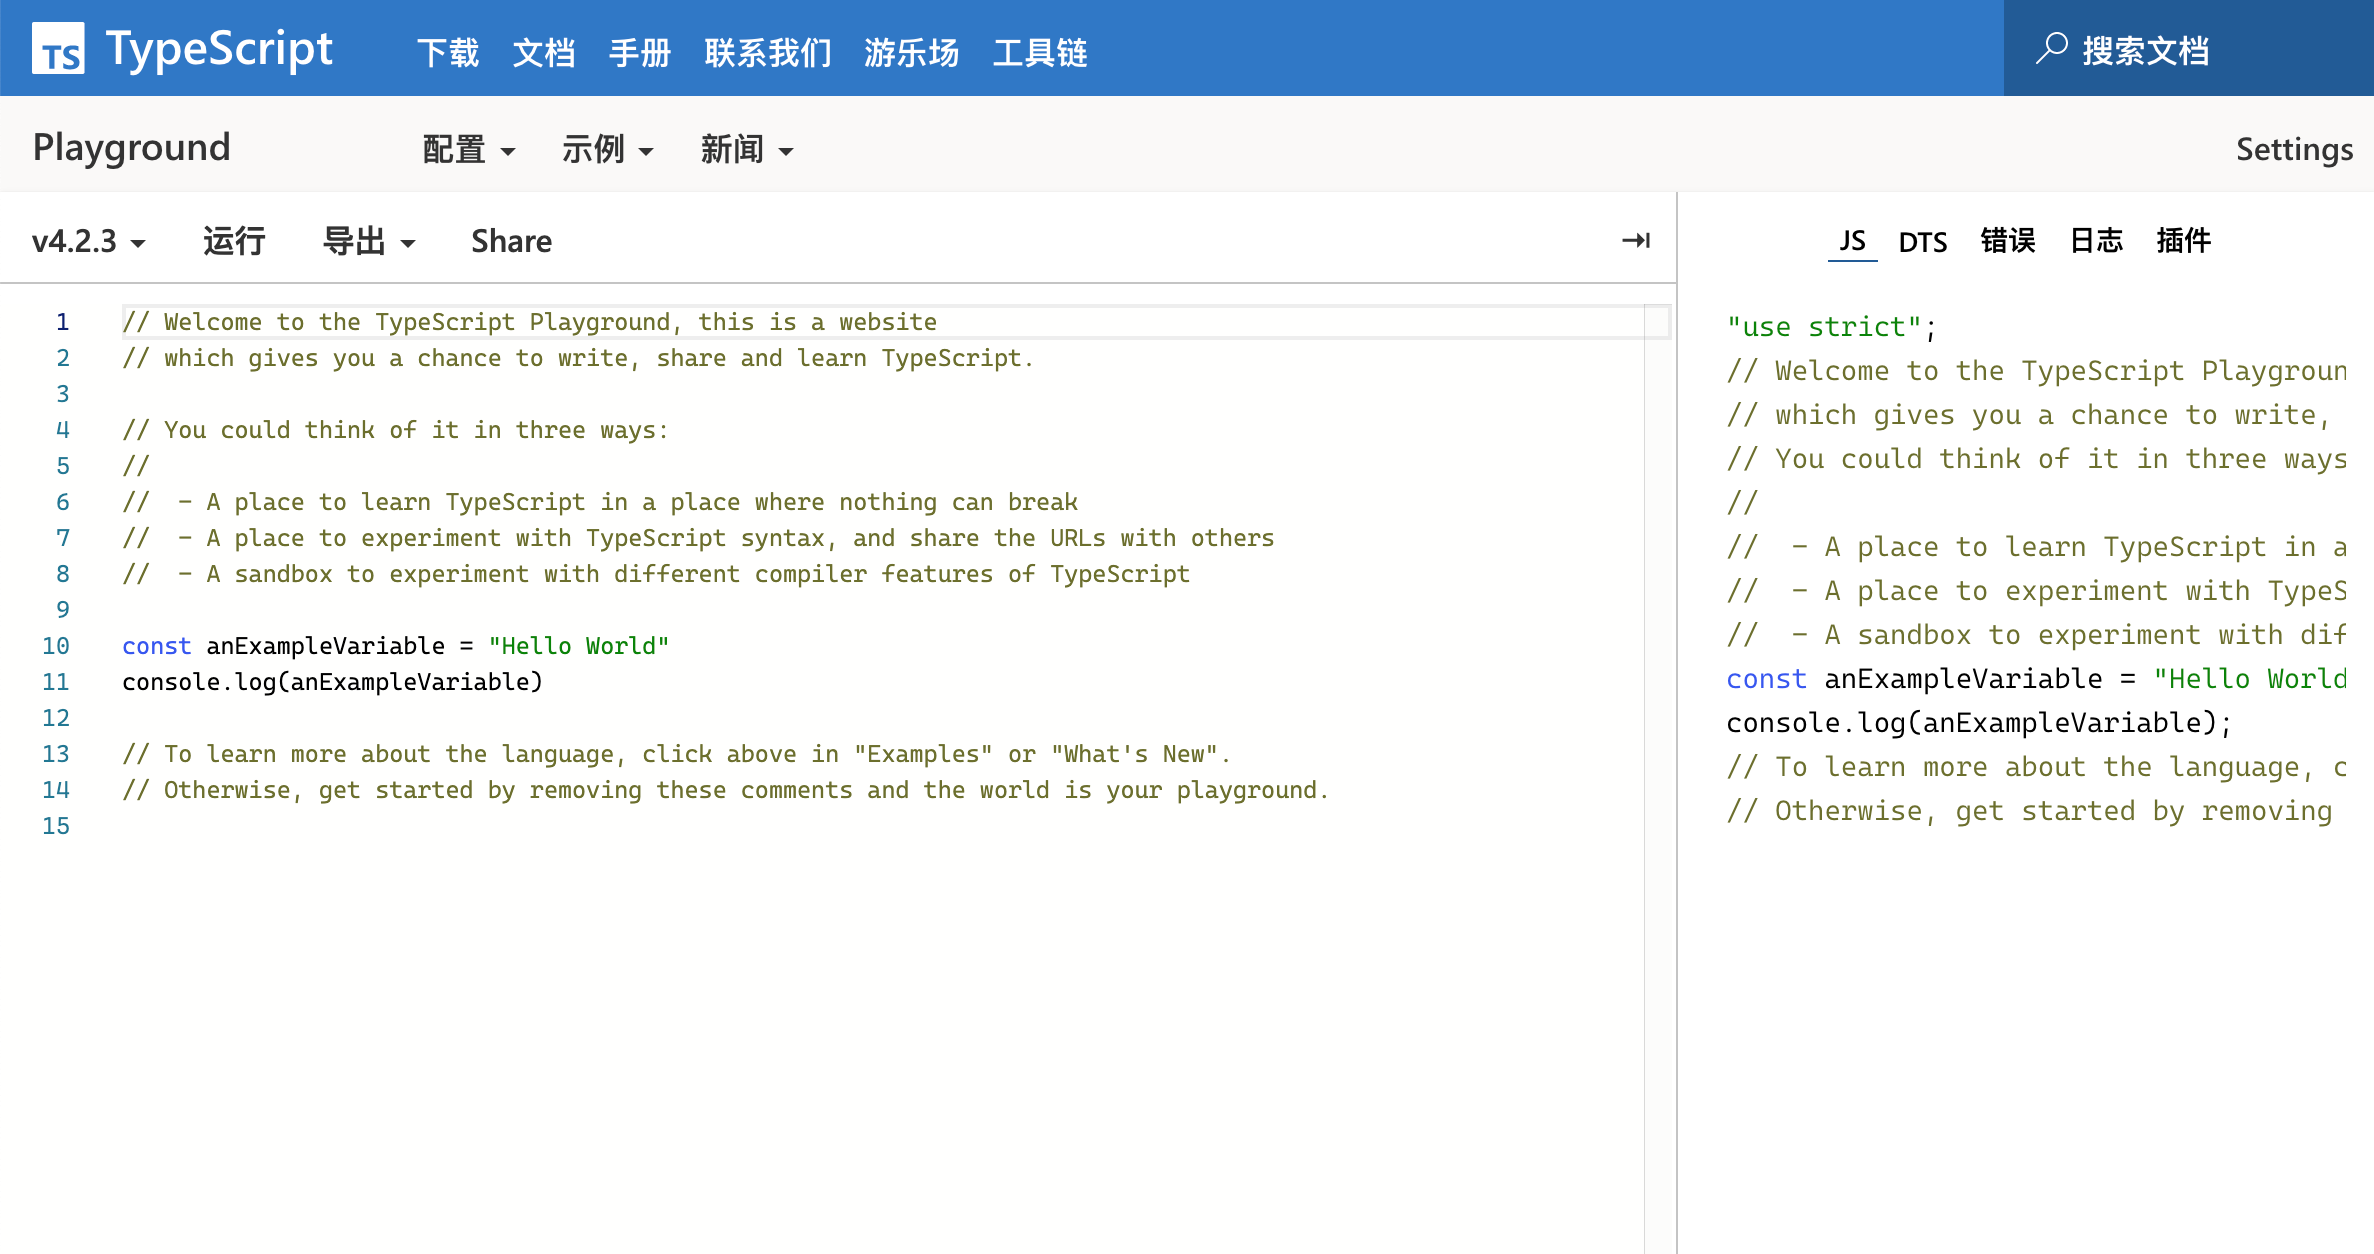 TS TypeScript 下载 文档 手册 联系我们 游乐场 工具链 搜索文档
Playground 配置 示例 新闻 Settings
v4.2.3 运行 导出 Share
1 // Welcome to the TypeScript Playground, this is a website
2 // which gives you a chance to write, share and learn TypeScript.
3
4 // You could think of it in three ways:
5 //
6 //  - A place to learn TypeScript in a place where nothing can break
7 //  - A place to experiment with TypeScript syntax, and share the URLs with others
8 //  - A sandbox to experiment with different compiler features of TypeScript
9
10 const anExampleVariable = "Hello World"
11 console.log(anExampleVariable)
12
13 // To learn more about the language, click above in "Examples" or "What's New".
14 // Otherwise, get started by removing these comments and the world is your playground.
15
JS DTS 错误 日志 插件
"use strict";
// Welcome to the TypeScript Playgroun
// which gives you a chance to write,
// You could think of it in three ways
//
//  - A place to learn TypeScript in a
//  - A place to experiment with TypeS
//  - A sandbox to experiment with dif
const anExampleVariable = "Hello World
console.log(anExampleVariable);
// To learn more about the language, c
// Otherwise, get started by removing